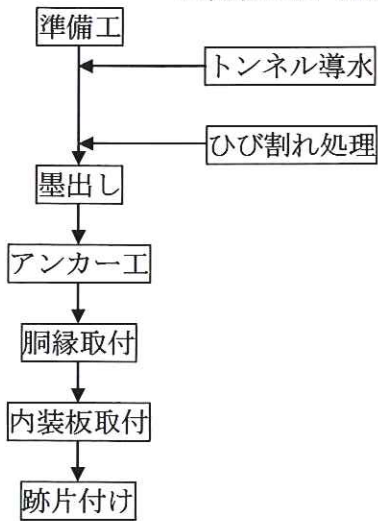 準備工
トンネル導水
ひび割れ処理
墨出し
アンカー工
胴縁取付
内装板取付
跡片付け